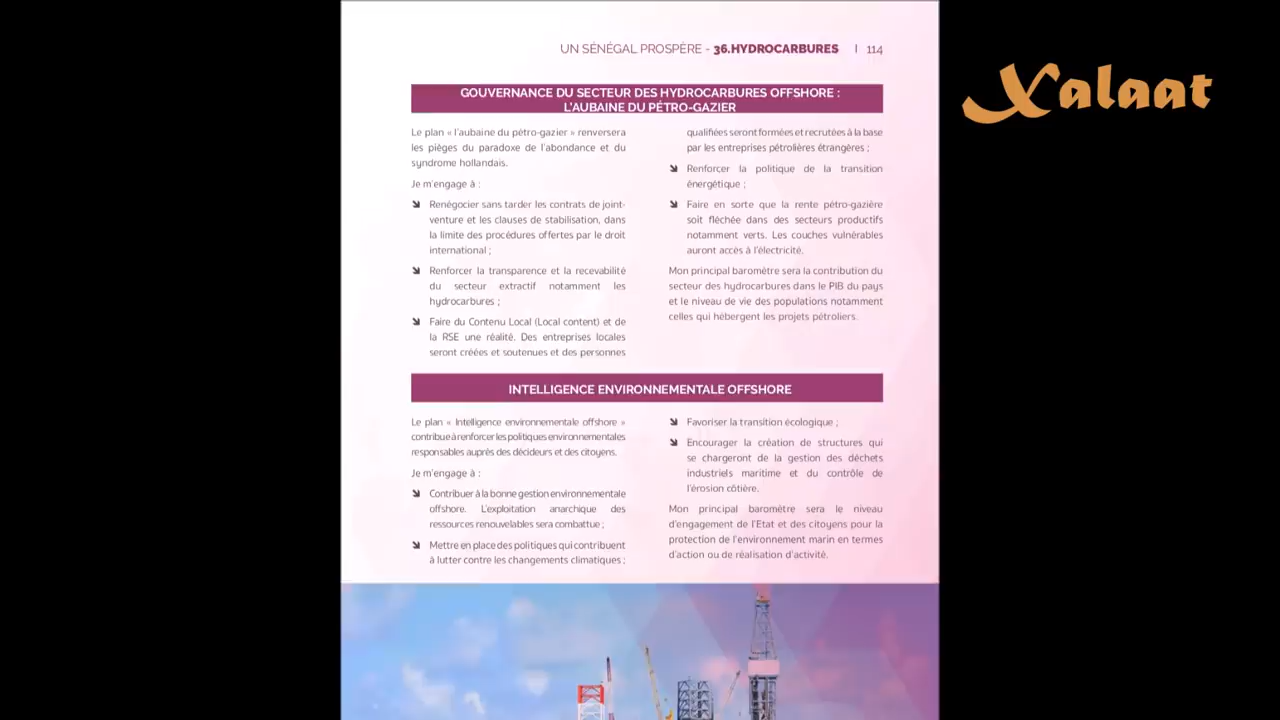 UN SÉNÉGAL PROSPÈRE - 36.HYDROCARBURES | 114
Xalaat
GOUVERNANCE DU SECTEUR DES HYDROCARBURES OFFSHORE :
L'AUBAINE DU PÉTRO-GAZIER
Le plan « l'aubaine du pétro-gazier » renversera
les pièges du paradoxe de l'abondance et du
syndrome hollandais.
Je m'engage à :
Renégocier sans tarder les contrats de joint-
venture et les clauses de stabilisation, dans
la limite des procédures offertes par le droit
international ;
Renforcer la transparence et la recevabilité
du secteur extractif notamment les
hydrocarbures ;
Faire du Contenu Local (Local content) et de
la RSE une réalité. Des entreprises locales
seront créées et soutenues et des personnes
qualifiées seront formées et recrutées à la base
par les entreprises pétrolières étrangères ;
Renforcer la politique de la transition
énergétique ;
Faire en sorte que la rente pétro-gazière
soit fléchée dans des secteurs productifs
notamment verts. Les couches vulnérables
auront accès à l'électricité.
Mon principal baromètre sera la contribution du
secteur des hydrocarbures dans le PIB du pays
et le niveau de vie des populations notamment
celles qui hébergent les projets pétroliers.
INTELLIGENCE ENVIRONNEMENTALE OFFSHORE
Le plan « Intelligence environnementale offshore »
contribue à renforcer les politiques environnementales
responsables auprès des décideurs et des citoyens.
Je m'engage à :
Contribuer à la bonne gestion environnementale
offshore. L'exploitation anarchique des
ressources renouvelables sera combattue ;
Mettre en place des politiques qui contribuent
à lutter contre les changements climatiques ;
Favoriser la transition écologique ;
Encourager la création de structures qui
se chargeront de la gestion des déchets
industriels maritime et du contrôle de
l'érosion côtière.
Mon principal baromètre sera le niveau
d'engagement de l'Etat et des citoyens pour la
protection de l'environnement marin en termes
d'action ou de réalisation d'activité.